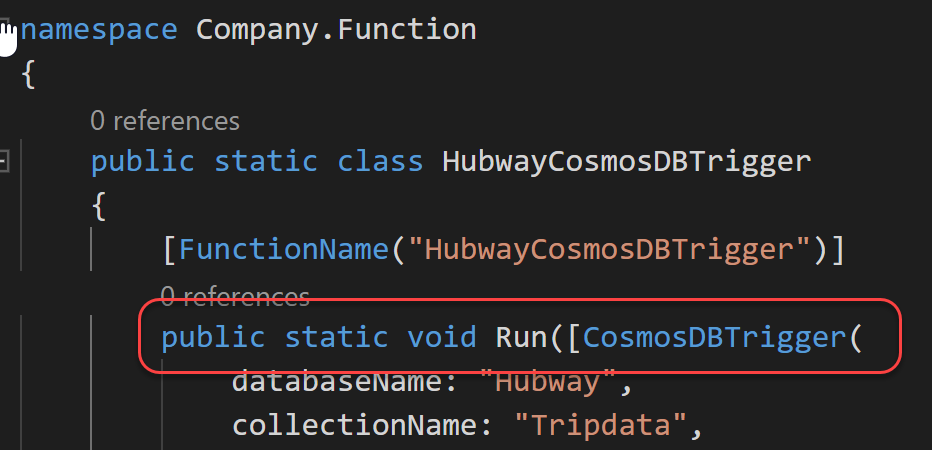 namespace Company.Function
{
0 references
public static class HubwayCosmosDBTrigger
{
[FunctionName("HubwayCosmosDBTrigger")]
0 references
public static void Run([CosmosDBTrigger(
databaseName: "Hubway",
collectionName: "Tripdata",